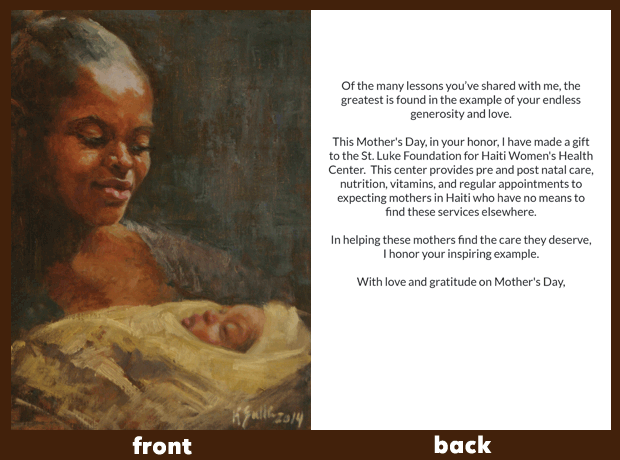 Of the many lessons you've shared with me, the
greatest is found in the example of your endless
generosity and love.
This Mother's Day, in your honor, I have made a gift
to the St. Luke Foundation for Haiti Women's Health
Center. This center provides pre and post natal care,
nutrition, vitamins, and regular appointments to
expecting mothers in Haiti who have no means to
find these services elsewhere.
In helping these mothers find the care they deserve,
I honor your inspiring example.
With love and gratitude on Mother's Day,
2014
front
back